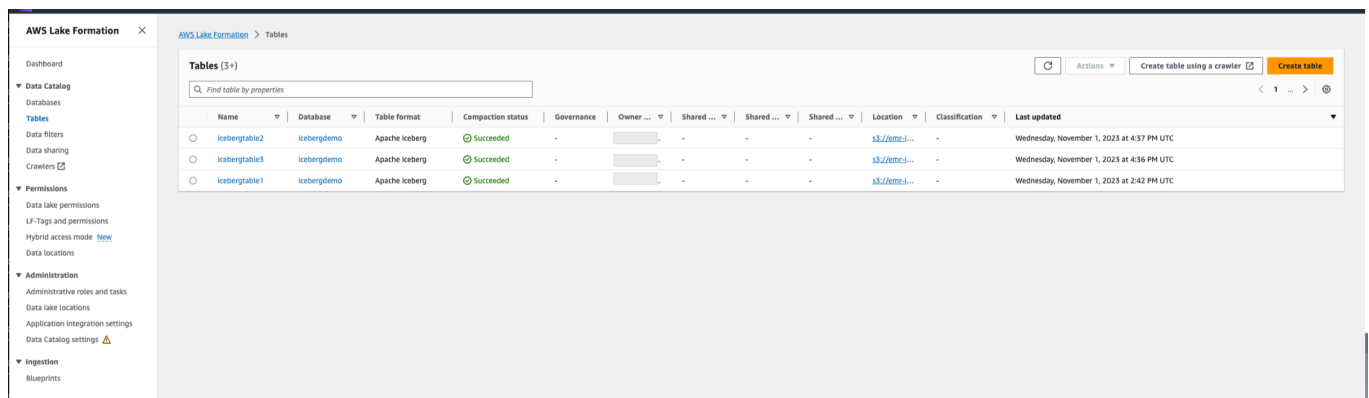 AWS Lake Formation
AWS Lake Formation > Tables
Dashboard
Data Catalog
Databases
Tables
Data filters
Data sharing
Crawlers
Permissions
Data lake permissions
LF-Tags and permissions
Hybrid access mode New
Data locations
Administration
Administrative roles and tasks
Data lake locations
Application integration settings
Data Catalog settings
Ingestion
Blueprints
Tables (3+)
Actions
Create table using a crawler
Create table
Find table by properties
< 1 ... >
Name Database Table format Compaction status Governance Owner ... Shared ... Shared ... Shared ... Location Classification Last updated
icebergtable2 icebergdemo Apache Iceberg Succeeded - . - - - s3://emr-i... - Wednesday, November 1, 2023 at 4:37 PM UTC
icebergtable3 icebergdemo Apache Iceberg Succeeded - . - - - s3://emr-i... - Wednesday, November 1, 2023 at 4:36 PM UTC
icebergtable1 icebergdemo Apache Iceberg Succeeded - . - - - s3://emr-i... - Wednesday, November 1, 2023 at 2:42 PM UTC